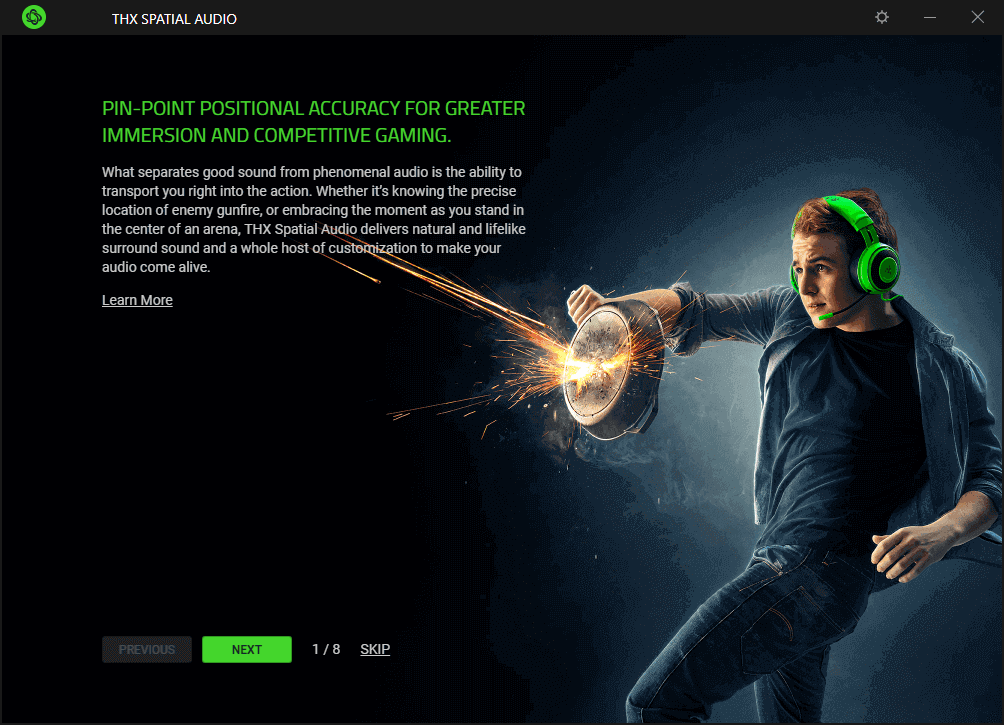 THX SPATIAL AUDIO
PIN-POINT POSITIONAL ACCURACY FOR GREATER
IMMERSION AND COMPETITIVE GAMING.
What separates good sound from phenomenal audio is the ability to
transport you right into the action. Whether it’s knowing the precise
location of enemy gunfire, or embracing the moment as you stand in
the center of an arena, THX Spatial Audio delivers natural and lifelike
surround sound and a whole host of customization to make your
audio come alive.
Learn More
PREVIOUS NEXT 1 / 8 SKIP